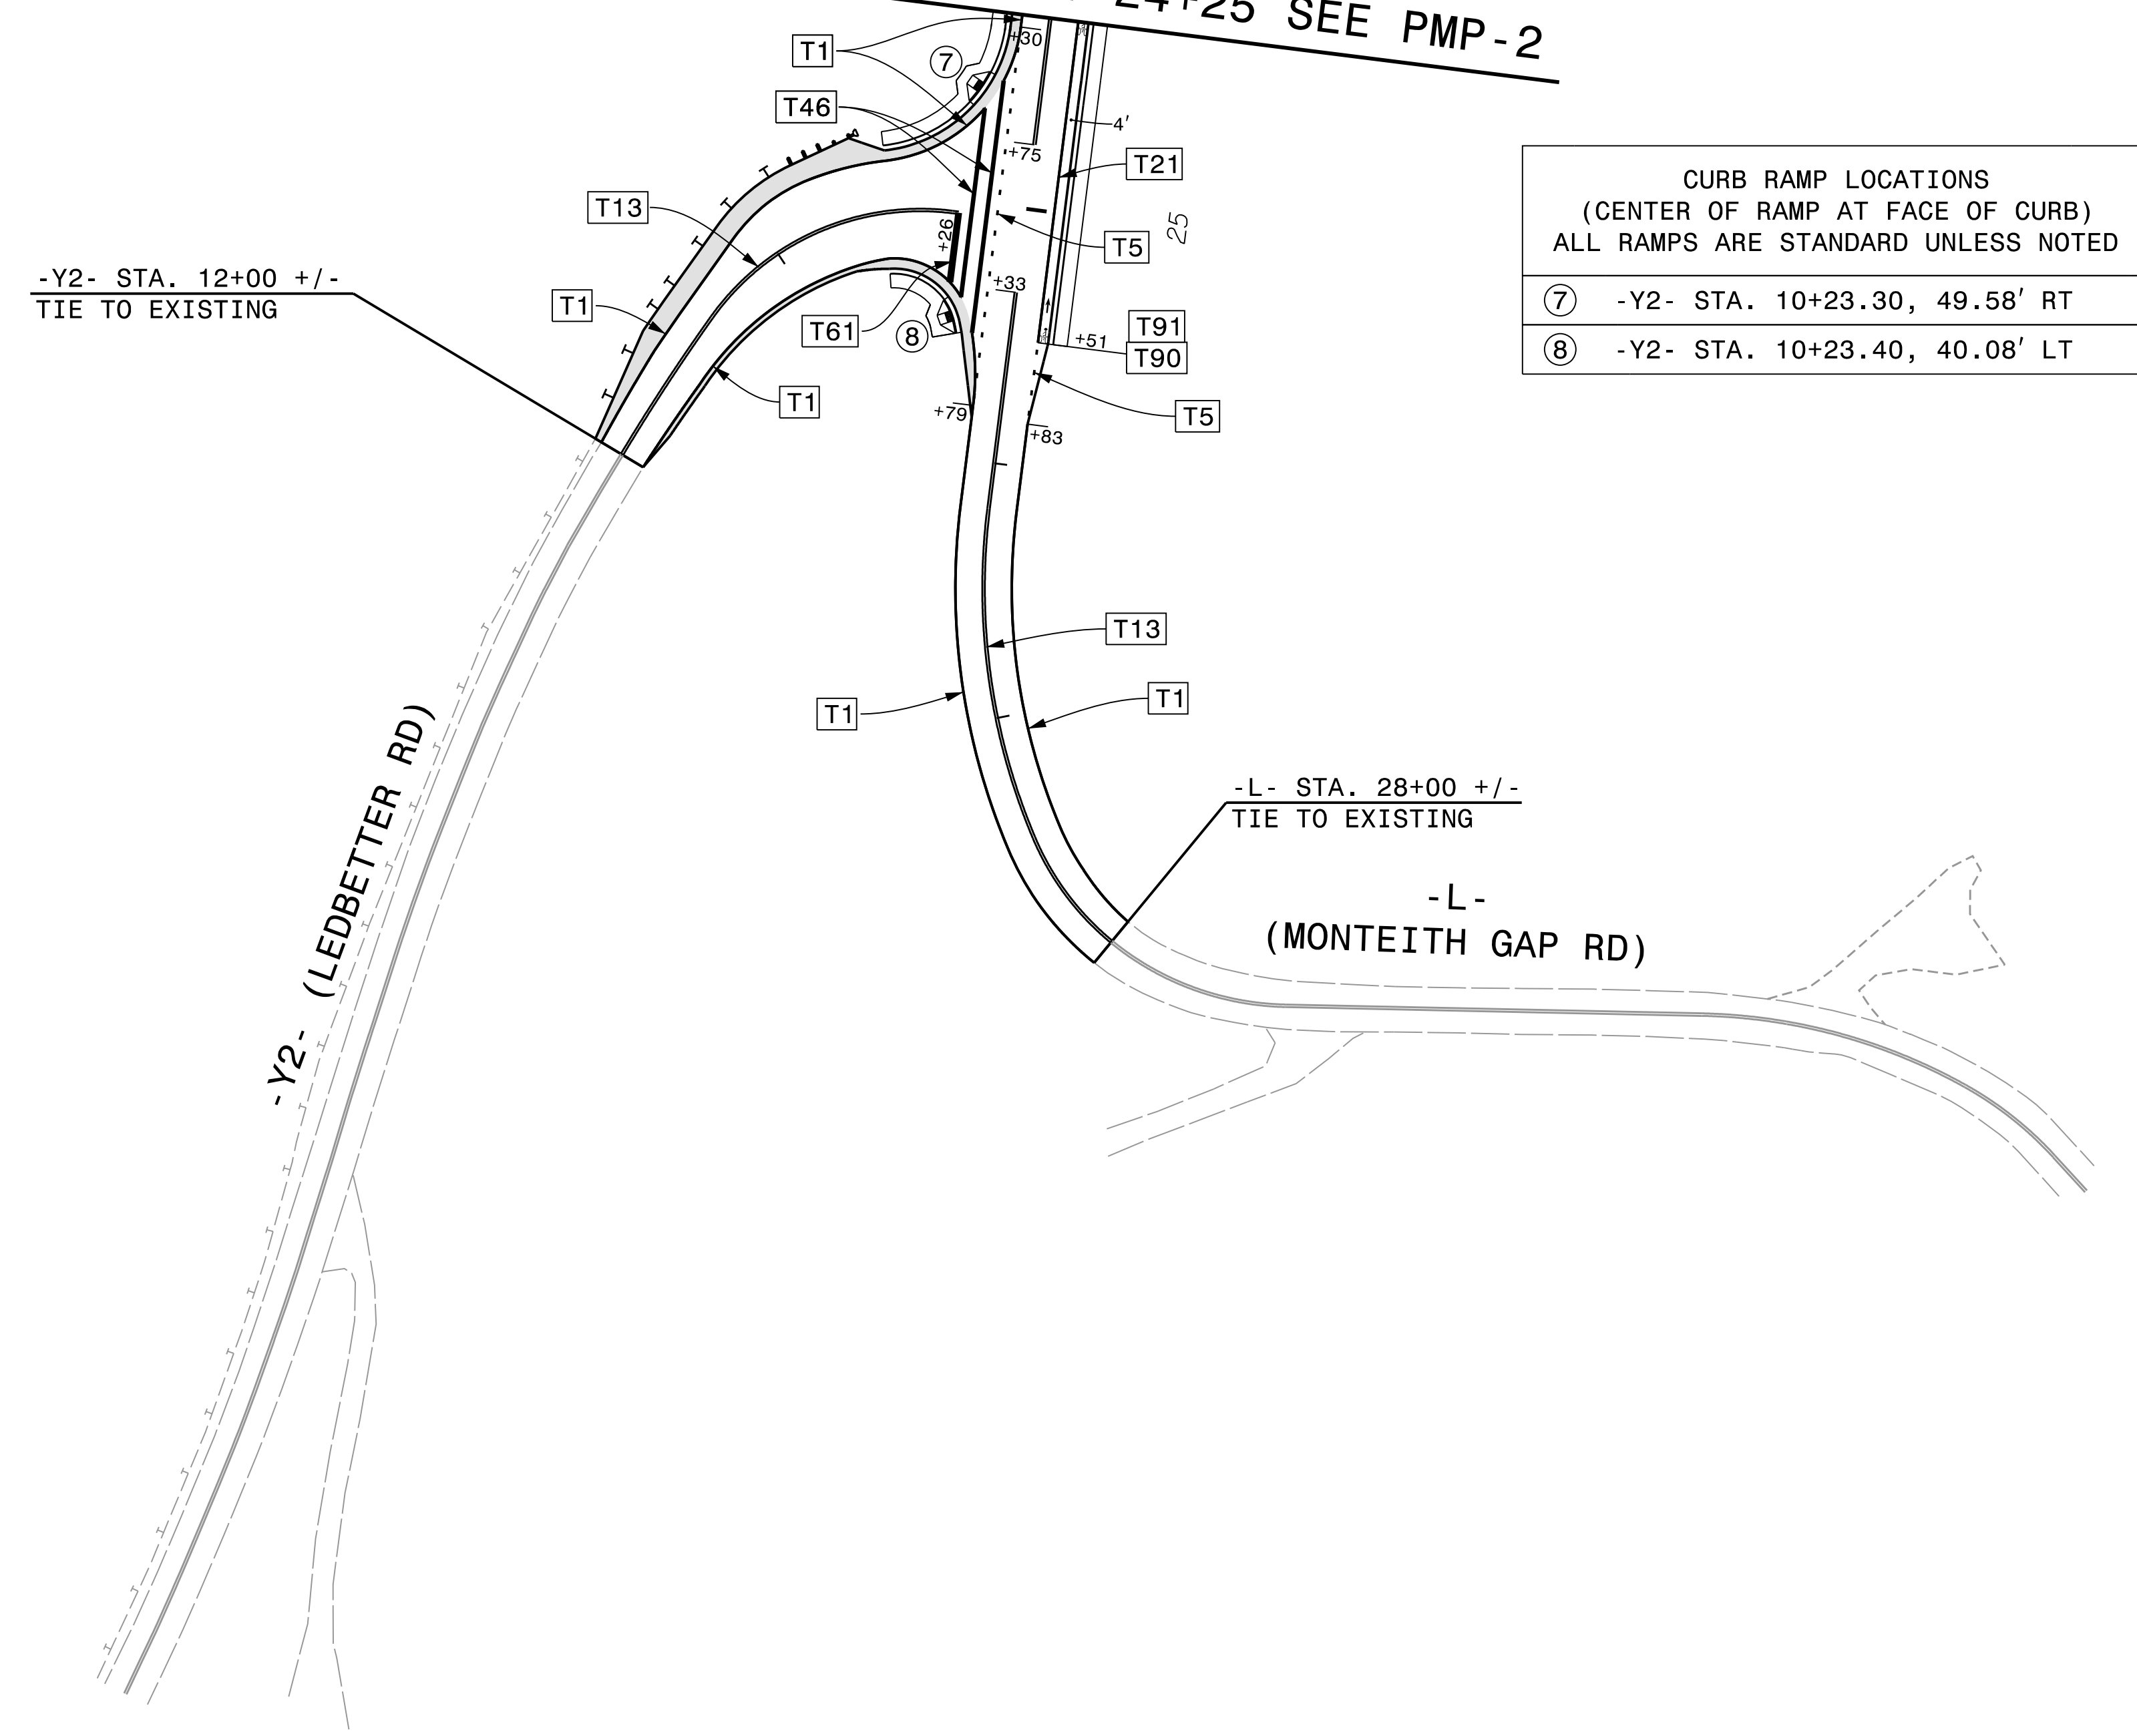 24+25 SEE PMP-2
T1
7
+30
T46
4'
+75
T21
T13
+26
25
T5
-Y2- STA. 12+00 +/-
TIE TO EXISTING
T1
+33
T61
8
+51
T91
T90
T1
+79
T5
+83
CURB RAMP LOCATIONS
(CENTER OF RAMP AT FACE OF CURB)
ALL RAMPS ARE STANDARD UNLESS NOTED
7 -Y2- STA. 10+23.30, 49.58' RT
8 -Y2- STA. 10+23.40, 40.08' LT
T13
T1
T1
-Y2- (LEDBETTER RD)
-L- STA. 28+00 +/-
TIE TO EXISTING
-L-
(MONTEITH GAP RD)